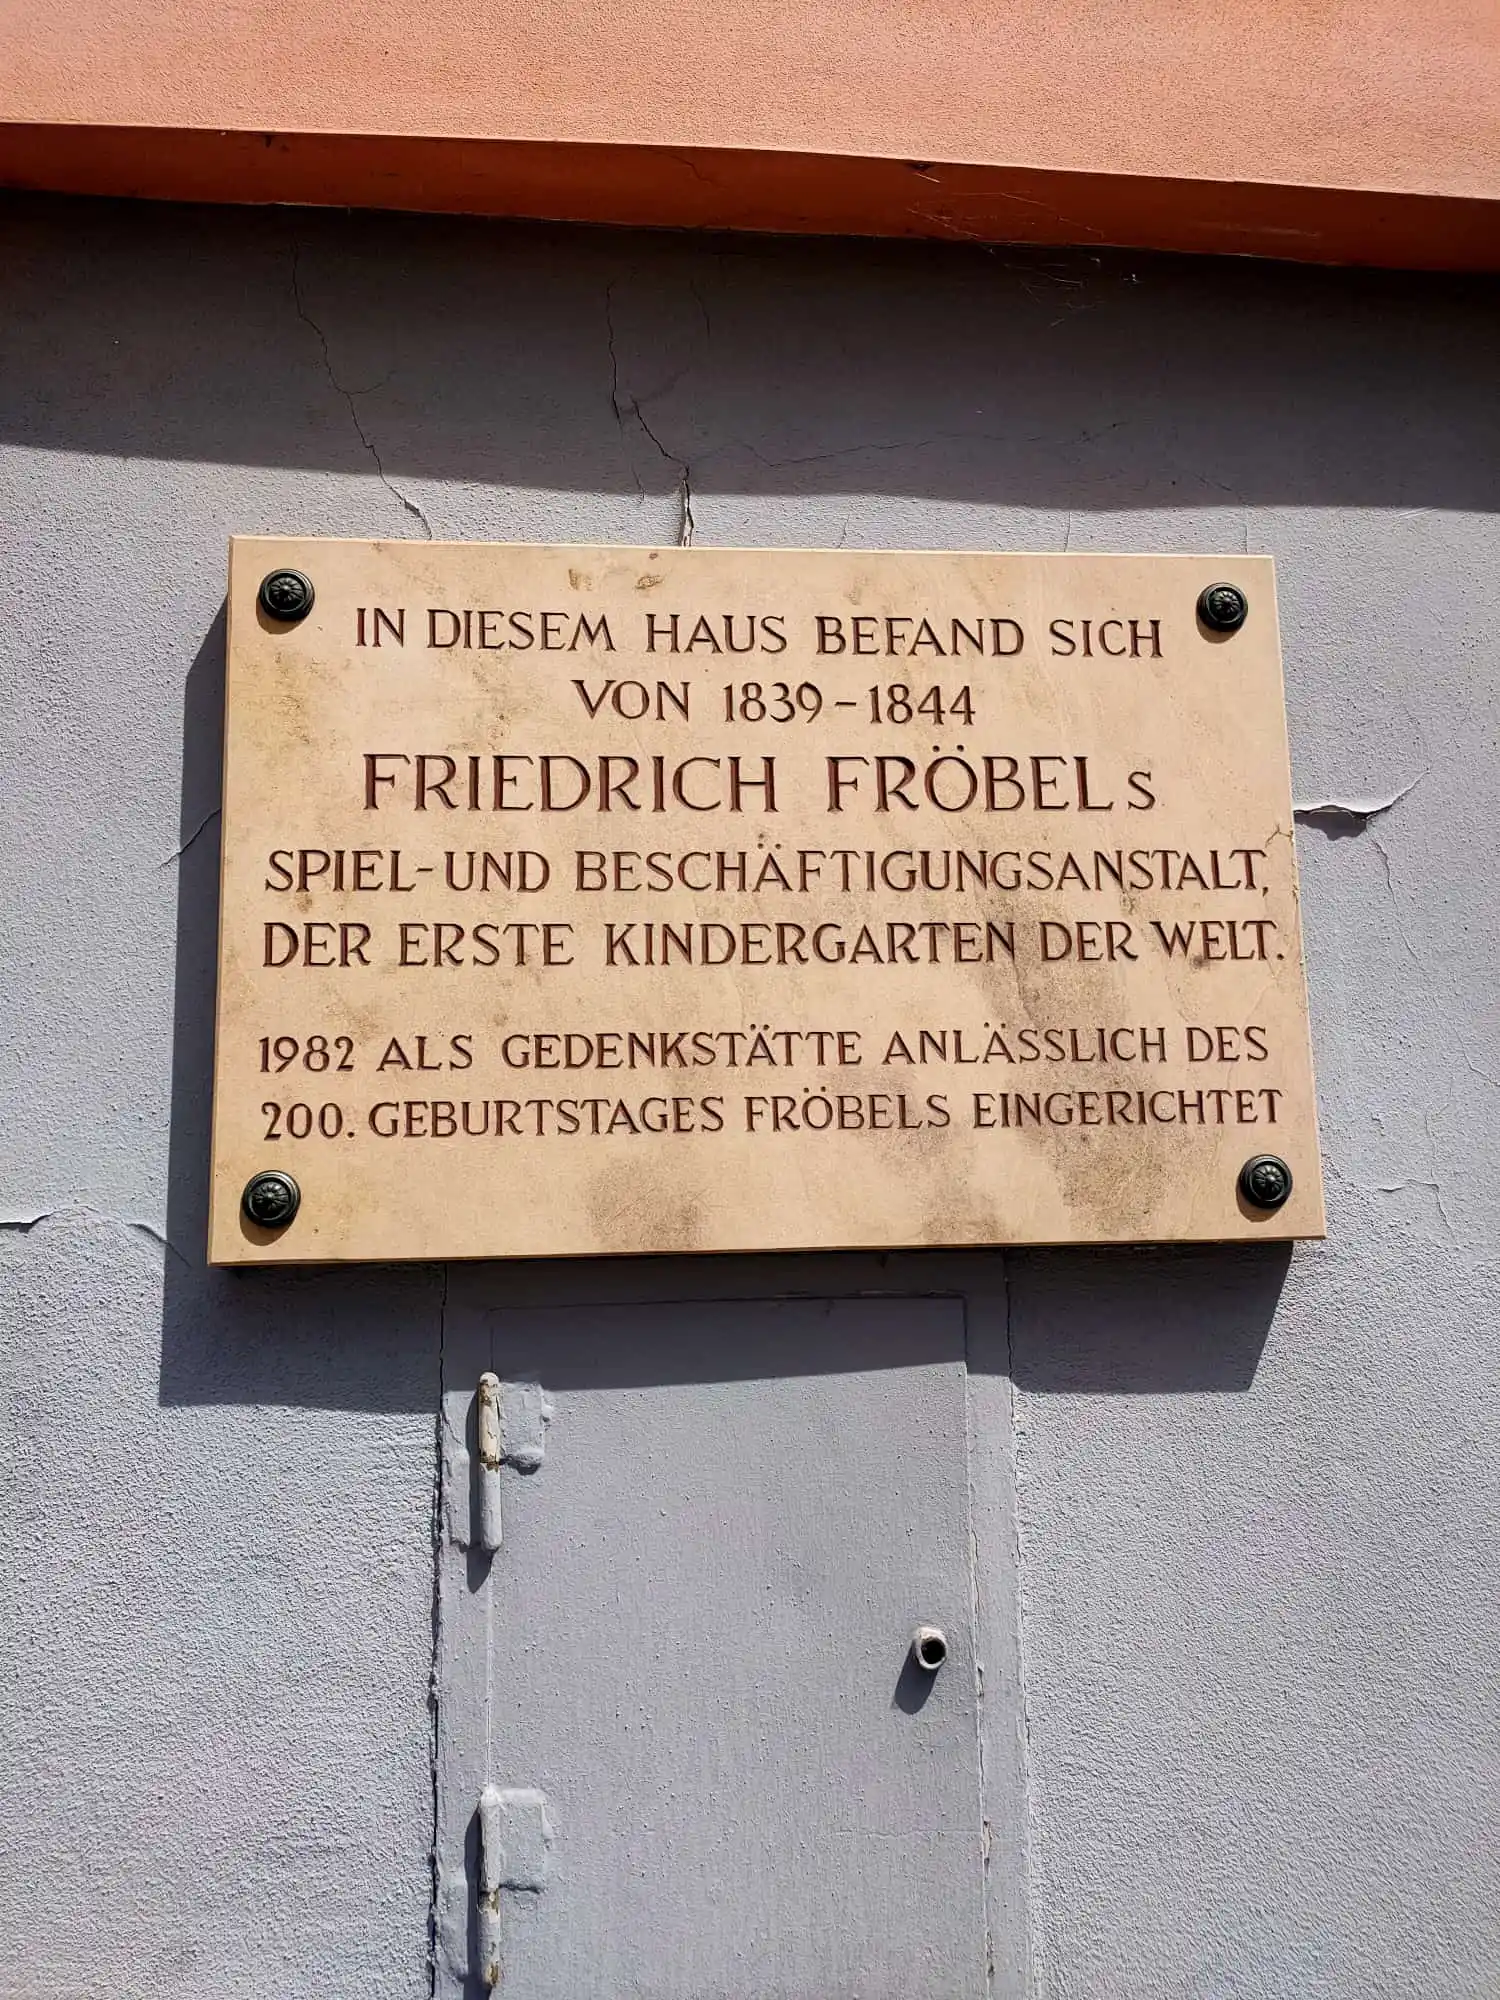 IN DIESEM HAUS BEFAND SICH
VON 1839-1844
FRIEDRICH FRÖBELS
SPIEL-UND BESCHÄFTIGUNGSANSTALT,
DER ERSTE KINDERGARTEN DER WELT.
1982 ALS GEDENKSTÄTTE ANLÄSSLICH DES
200. GEBURTSTAGES FRÖBELS EINGERICHTET